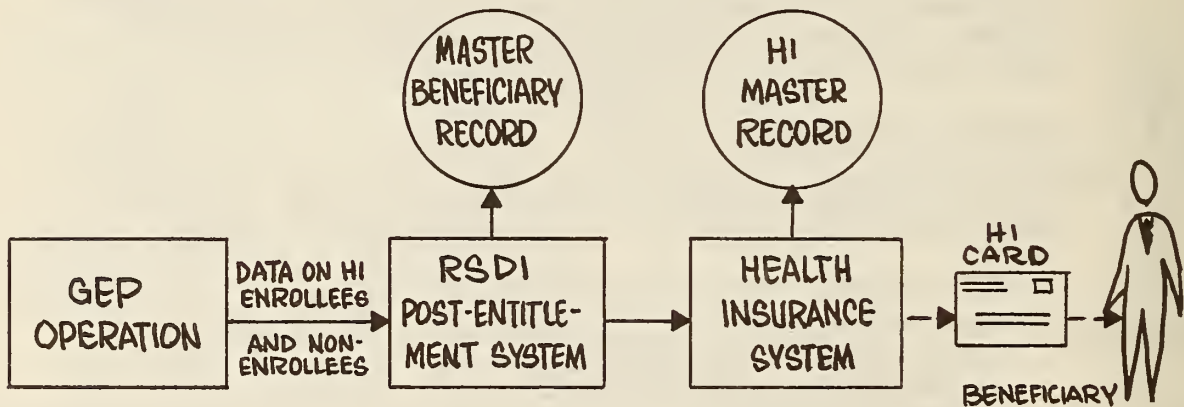 MASTER
BENEFICIARY
RECORD
HI
MASTER
RECORD
GEP
OPERATION
DATA ON HI
ENROLLEES
AND NON-
ENROLLEES
RSDI
POST-ENTITLE-
MENT SYSTEM
HEALTH
INSURANCE
SYSTEM
HI
CARD
BENEFICIARY